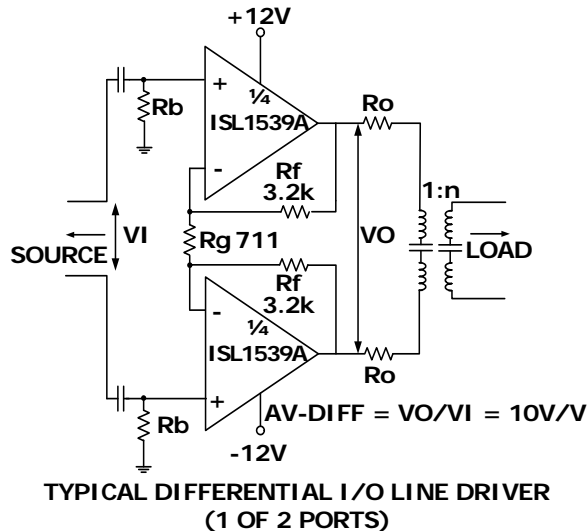 +12V
+
Rb
¼
ISL1539A
Ro
-
Rf
3.2k
1:n
VI
SOURCE
Rg 711
VO
LOAD
Rf
3.2k
-
¼
ISL1539A
Ro
+
AV-DIFF = VO/VI = 10V/V
Rb
-12V
TYPICAL DIFFERENTIAL I/O LINE DRIVER
(1 OF 2 PORTS)